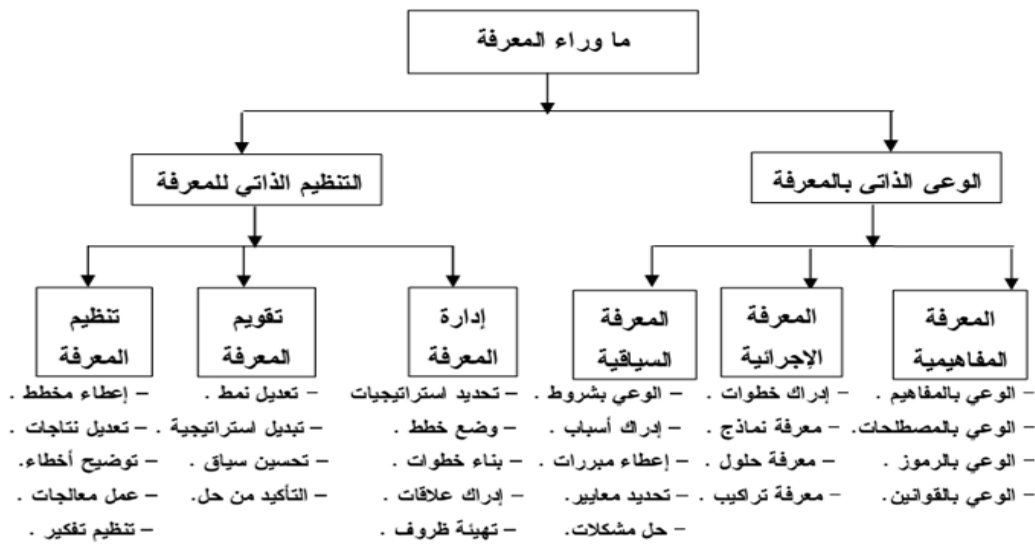 ما وراء المعرفة
الوعى الذاتى بالمعرفة
التنظيم الذاتي للمعرفة
المعرفة
المفاهيمية
المعرفة
الإجرائية
المعرفة
السياقية
إدارة
المعرفة
تقويم
المعرفة
تنظيم
المعرفة
- الوعي بالمفاهيم .
- الوعي بالمصطلحات.
- الوعي بالرموز .
- الوعي بالقوانين.
- إدراك خطوات .
- معرفة نماذج .
- معرفة حلول .
- معرفة تراكيب .
- الوعي بشروط .
- إدراك أسباب .
- إعطاء مبررات .
- تحديد معايير.
- حل مشكلات.
- تحديد استراتيجيات
- وضع خطط .
- بناء خطوات .
- إدراك علاقات .
- تهيئة ظروف .
- تعديل نمط .
- تبديل استراتيجية .
- تحسين سياق .
- التأكيد من حل.
- إعطاء مخطط .
- تعديل نتاجات .
- توضيح أخطاء.
- عمل معالجات .
- تنظيم تفكير .